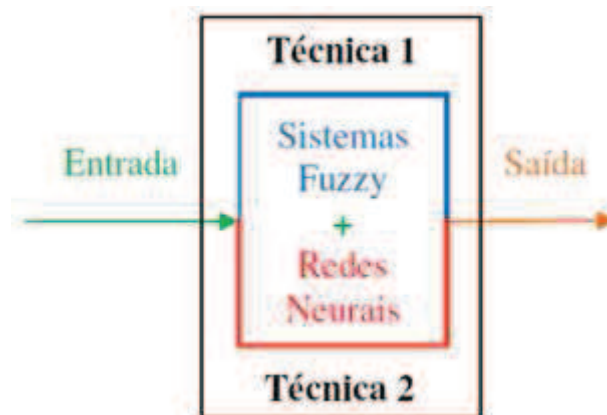 Técnica 1
Entrada
Sistemas
Fuzzy
+
Redes
Neurais
Saída
Técnica 2